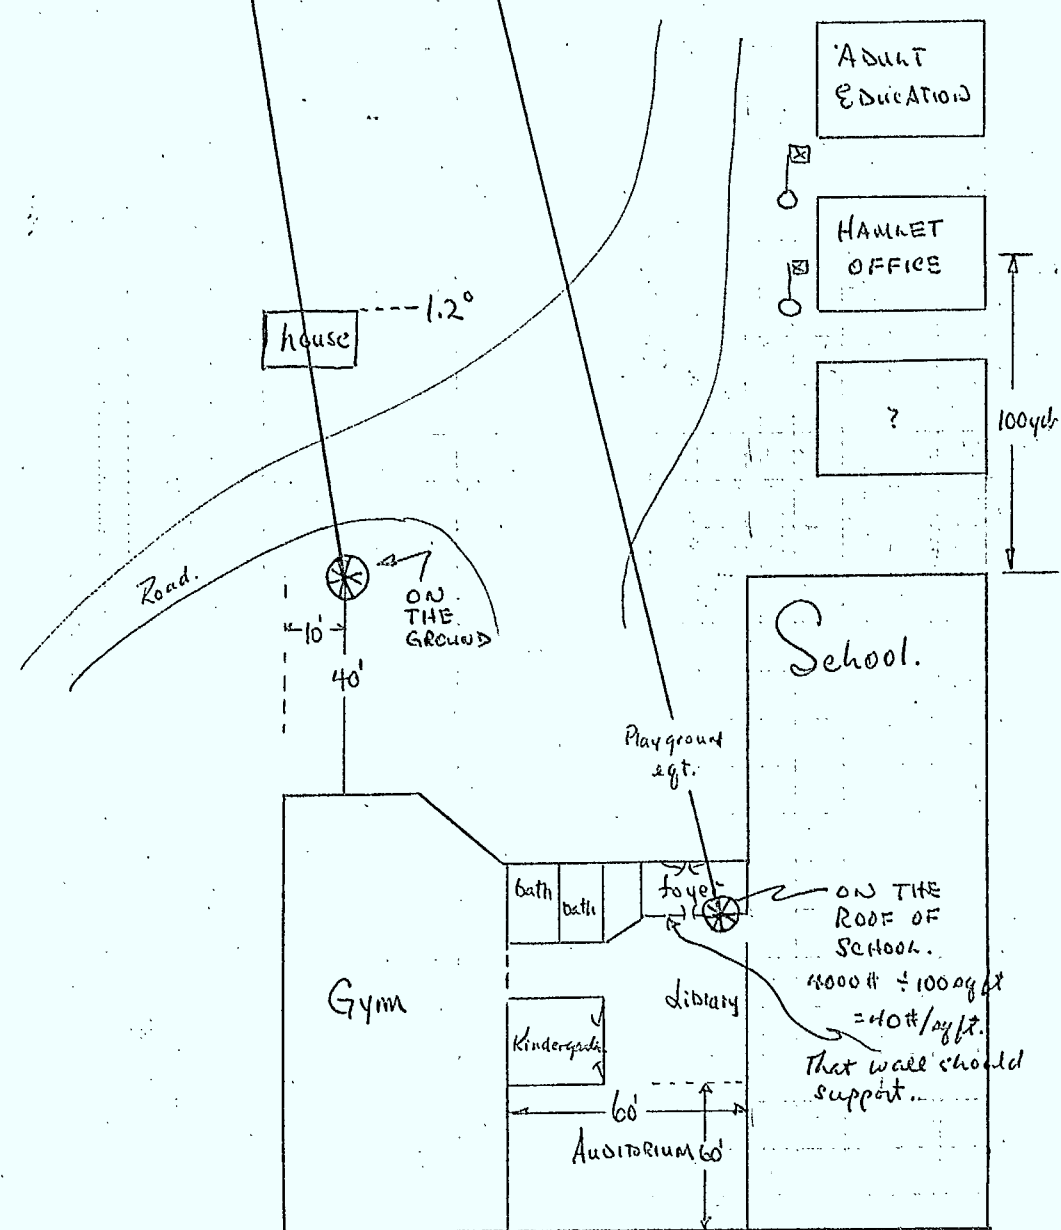 ADULT
EDUCATION
HAMLET
OFFICE
1.2°
house
?
100yds
Road.
ON
THE
GROUND
10'
40'
School.
Playground
eqt.
bath
bath
foyer
ON THE
ROOF OF
SCHOOL.
4000# ÷ 100 sq ft
= 40#/sq ft.
That wall should
support.
Gym
Library
60'
AUDITORIUM 60'